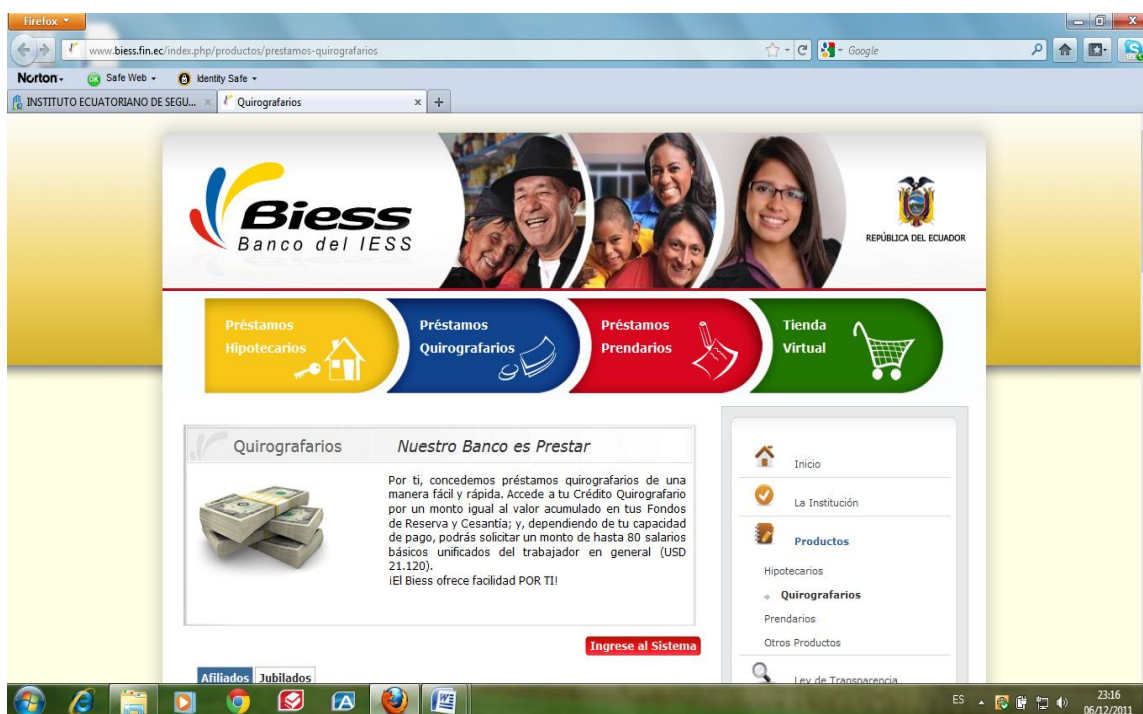 Firefox
www.biess.fin.ec/index.php/productos/prestamos-quirografarios
Google
Norton
Safe Web
Identity Safe
INSTITUTO ECUATORIANO DE SEGU...
Quirografarios
Biess
Banco del IESS
REPÚBLICA DEL ECUADOR
Préstamos
Hipotecarios
Préstamos
Quirografarios
Préstamos
Prendarios
Tienda
Virtual
Quirografarios
Nuestro Banco es Prestar
Por ti, concedemos préstamos quirografarios de una
manera fácil y rápida. Accede a tu Crédito Quirografario
por un monto igual al valor acumulado en tus Fondos
de Reserva y Cesantía; y, dependiendo de tu capacidad
de pago, podrás solicitar un monto de hasta 80 salarios
básicos unificados del trabajador en general (USD
21.120).
¡El Biess ofrece facilidad POR TI!
Ingrese al Sistema
Afiliados Jubilados
Inicio
La Institución
Productos
Hipotecarios
Quirografarios
Prendarios
Otros Productos
Ley de Transparencia
ES
23:16
06/12/2011